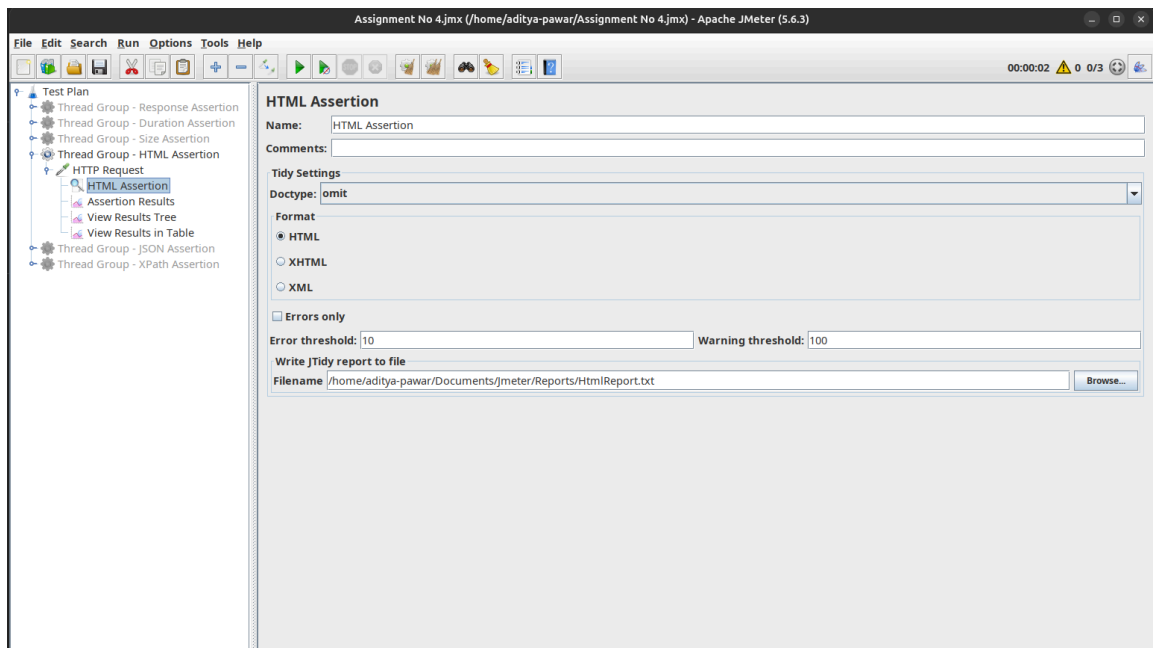 Assignment No 4.jmx (/home/aditya-pawar/Assignment No 4.jmx) - Apache JMeter (5.6.3)
File Edit Search Run Options Tools Help
00:00:02 0 0/3
Test Plan
Thread Group - Response Assertion
Thread Group - Duration Assertion
Thread Group - Size Assertion
Thread Group - HTML Assertion
HTTP Request
HTML Assertion
Assertion Results
View Results Tree
View Results in Table
Thread Group - JSON Assertion
Thread Group - XPath Assertion
HTML Assertion
Name: HTML Assertion
Comments:
Tidy Settings
Doctype: omit
Format
HTML
XHTML
XML
Errors only
Error threshold: 10 Warning threshold: 100
Write JTidy report to file
Filename /home/aditya-pawar/Documents/Jmeter/Reports/HtmlReport.txt Browse...